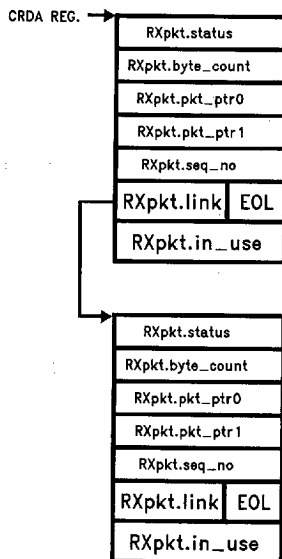 CRDA REG.
RXpkt.status
RXpkt.byte_count
RXpkt.pkt_ptr0
RXpkt.pkt_ptr1
RXpkt.seq_no
RXpkt.link EOL
RXpkt.in_use
RXpkt.status
RXpkt.byte_count
RXpkt.pkt_ptr0
RXpkt.pkt_ptr1
RXpkt.seq_no
RXpkt.link EOL
RXpkt.in_use